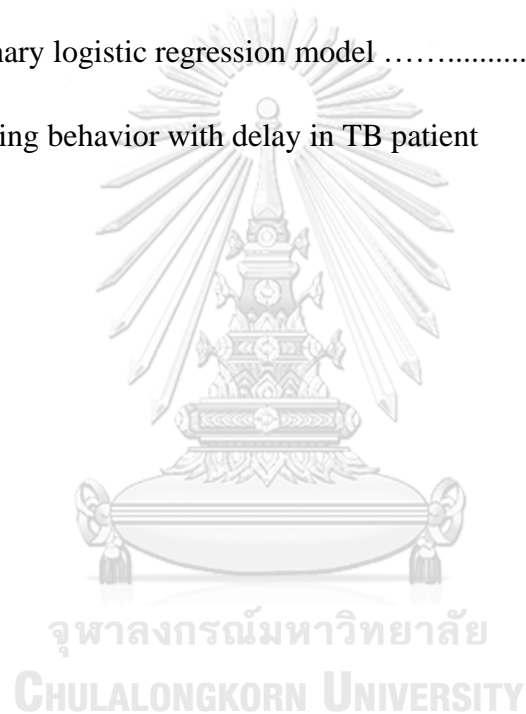 nary logistic regression model ……..........
ing behavior with delay in TB patient
จุฬาลงกรณ์มหาวิทยาลัย
CHULALONGKORN UNIVERSITY